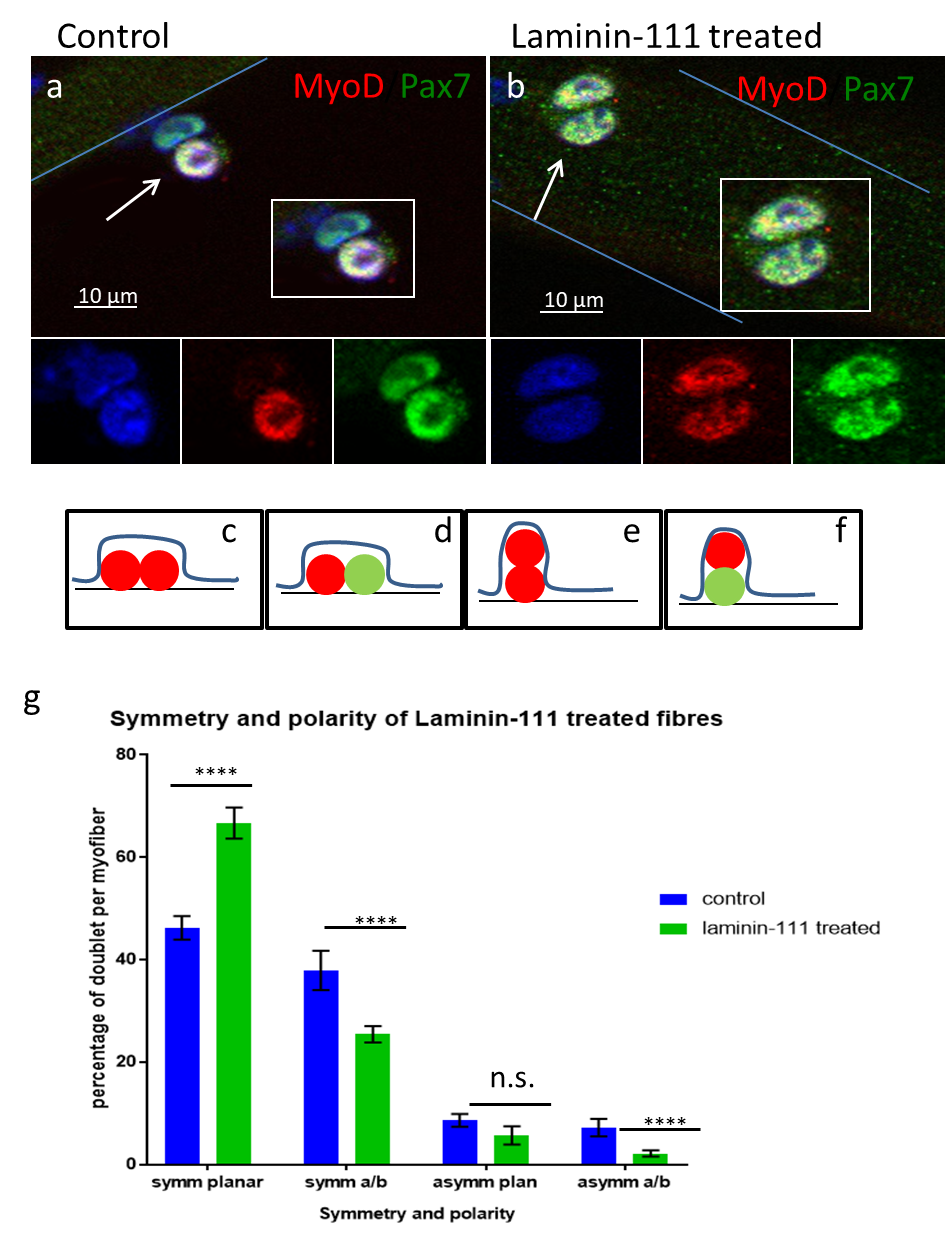 Control
Laminin-111 treated
a
MyoD Pax7
b
MyoD Pax7
10 µm
10 µm
c
d
e
f
g
Symmetry and polarity of Laminin-111 treated fibres
percentage of doublet per myofiber
80
60
40
20
0
****
****
n.s.
****
control
laminin-111 treated
symm planar
symm a/b
asymm plan
asymm a/b
Symmetry and polarity